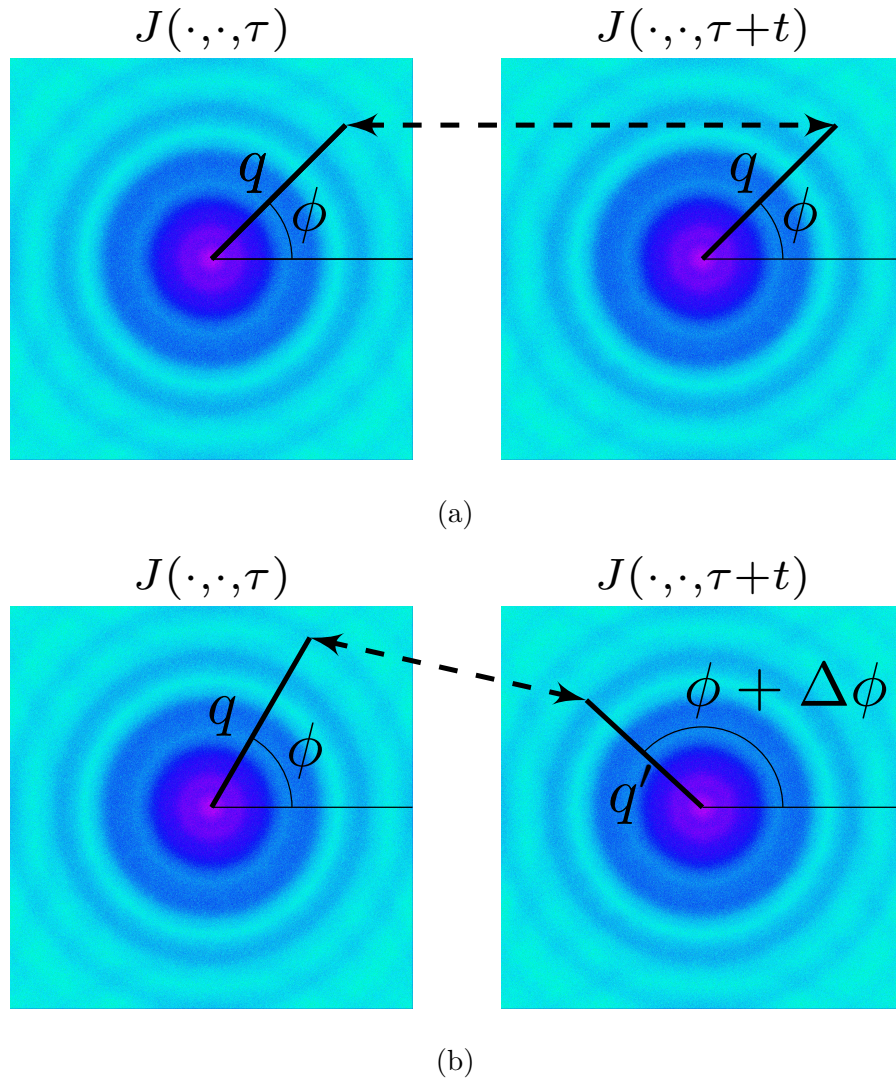 J(·,·,τ) J(·,·,τ+t)
q ϕ q ϕ
(a)
J(·,·,τ) J(·,·,τ+t)
q ϕ q′ ϕ + Δϕ
(b)